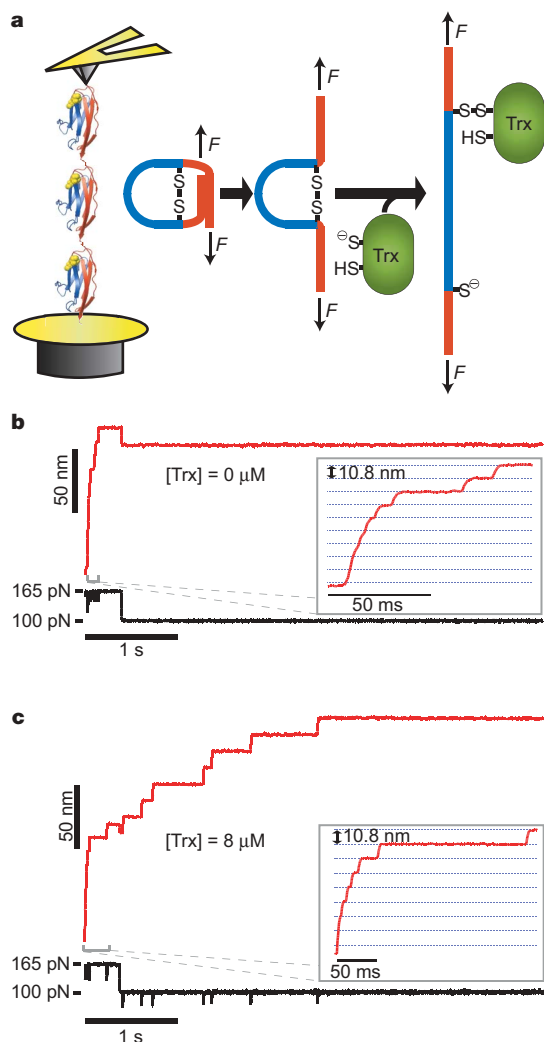 a
F
F
S
S
F
F
S
S
⊖S
HS
Trx
F
F
S–S
HS
Trx
S⊖
b
50 nm
[Trx] = 0 μM
10.8 nm
50 ms
165 pN
100 pN
1 s
c
50 nm
[Trx] = 8 μM
10.8 nm
50 ms
165 pN
100 pN
1 s